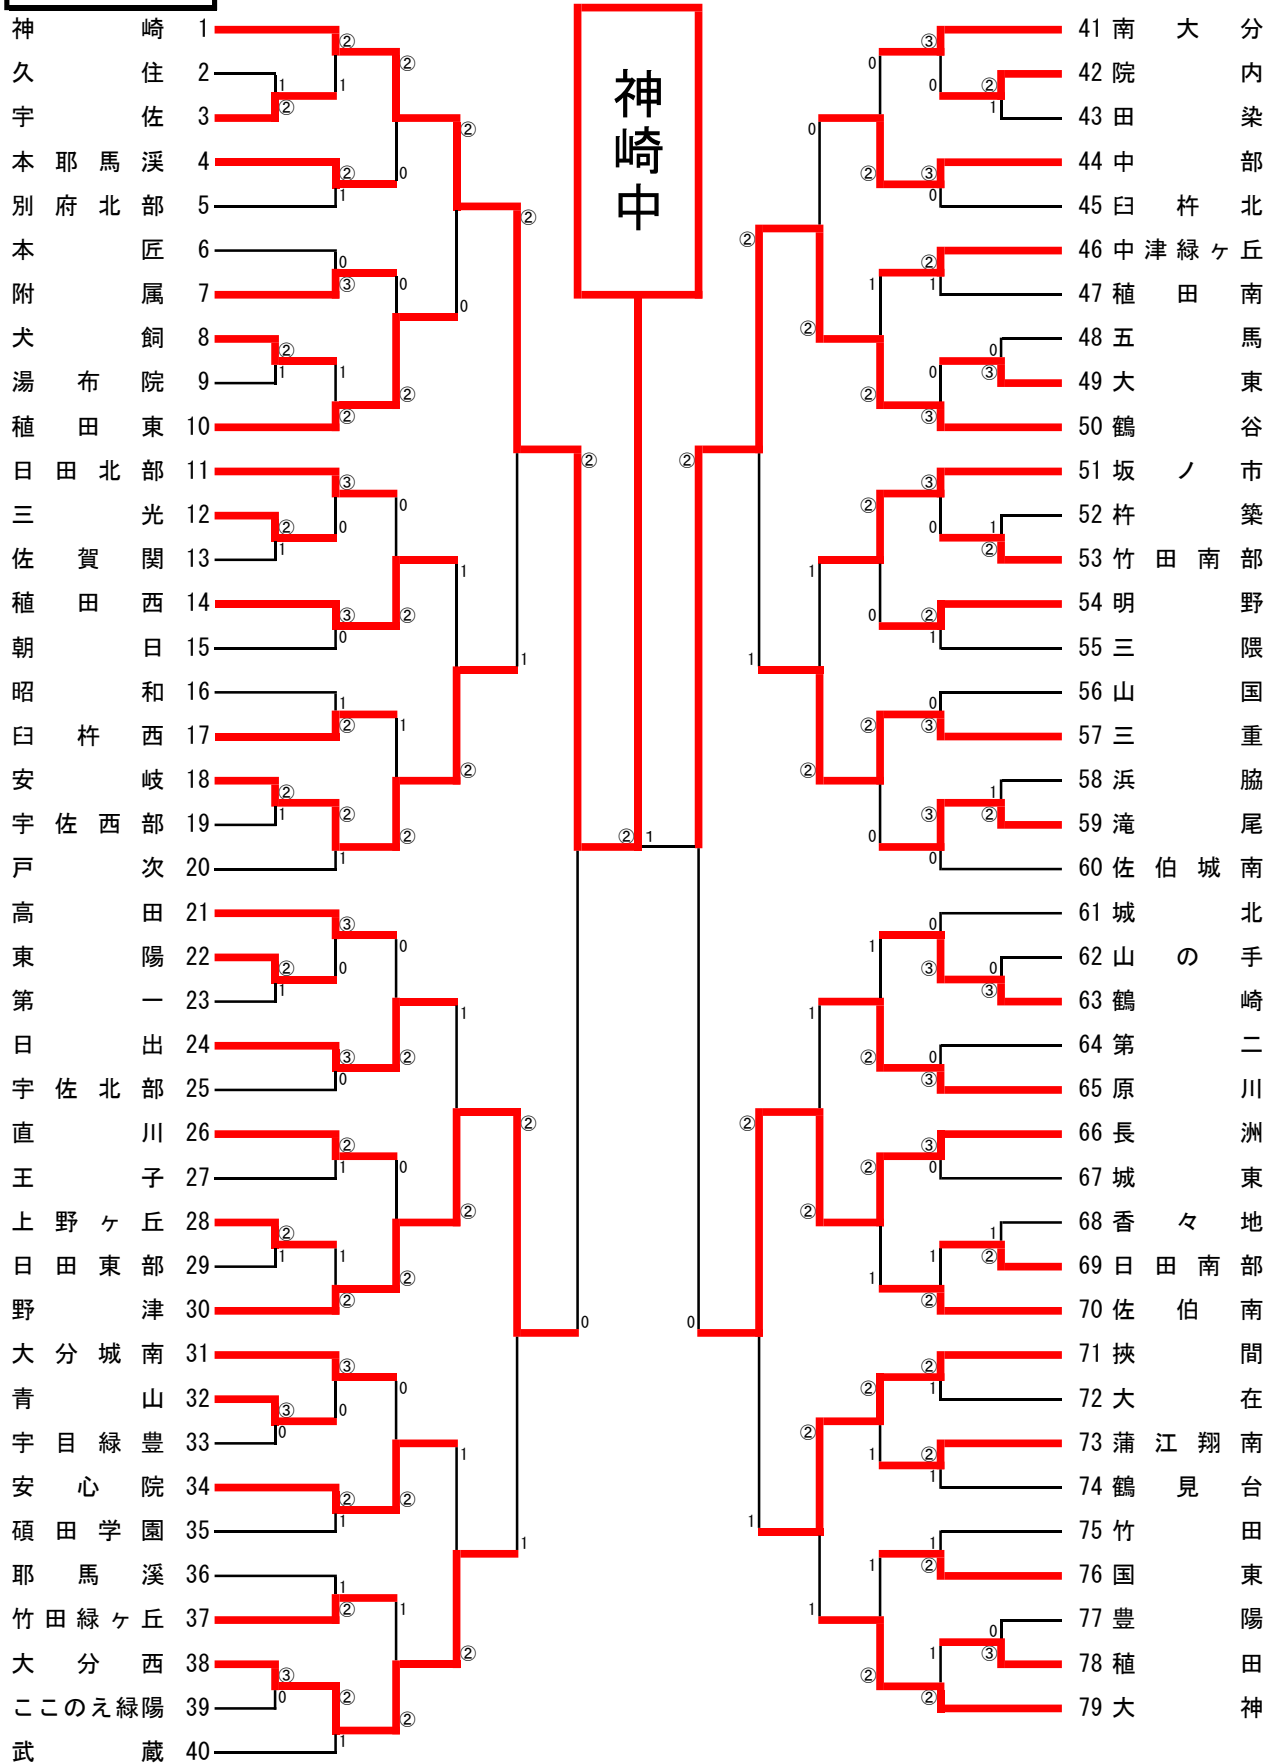 神崎中
神崎 1
久住 2
宇佐 3
本耶馬溪 4
別府北部 5
本匠 6
附属 7
犬飼 8
湯布院 9
稙田東 10
日田北部 11
三光 12
佐賀関 13
稙田西 14
朝日 15
昭和 16
臼杵西 17
安岐 18
宇佐西部 19
戸次 20
高田 21
東陽 22
第一 23
日出 24
宇佐北部 25
直川 26
王子 27
上野ヶ丘 28
日田東部 29
野津 30
大分城南 31
青山 32
宇目緑豊 33
安心院 34
碩田学園 35
耶馬溪 36
竹田緑ヶ丘 37
大分西 38
ここのえ緑陽 39
武蔵 40
41 南大分
42 院内
43 田染
44 中部
45 臼杵北
46 中津緑ヶ丘
47 稙田南
48 五馬
49 大東
50 鶴谷
51 坂ノ市
52 杵築
53 竹田南部
54 明野
55 三隈
56 山国
57 三重
58 浜脇
59 滝尾
60 佐伯城南
61 城北
62 山の手
63 鶴崎
64 第二
65 原川
66 長洲
67 城東
68 香々地
69 日田南部
70 佐伯南
71 挾間
72 大在
73 蒲江翔南
74 鶴見台
75 竹田
76 国東
77 豊陽
78 稙田
79 大神